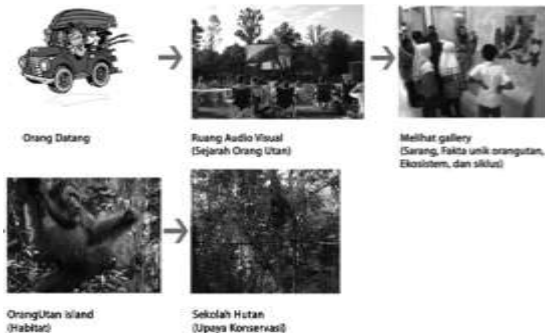 Orang Datang
Ruang Audio Visual
(Sejarah Orang Utan)
Melihat gallery
(Sarang, Fakta unik orangutan,
Ekosistem, dan siklus)
OrangUtan island
(Habitat)
Sekolah Hutan
(Upaya Konservasi)